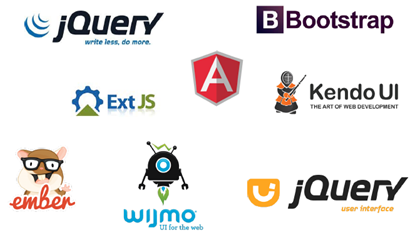 jQuery
write less, do more.
B Bootstrap
A
Ext JS
Kendo UI
THE ART OF WEB DEVELOPMENT
ember
wijmo
UI for the web
ui jQuery
user interface